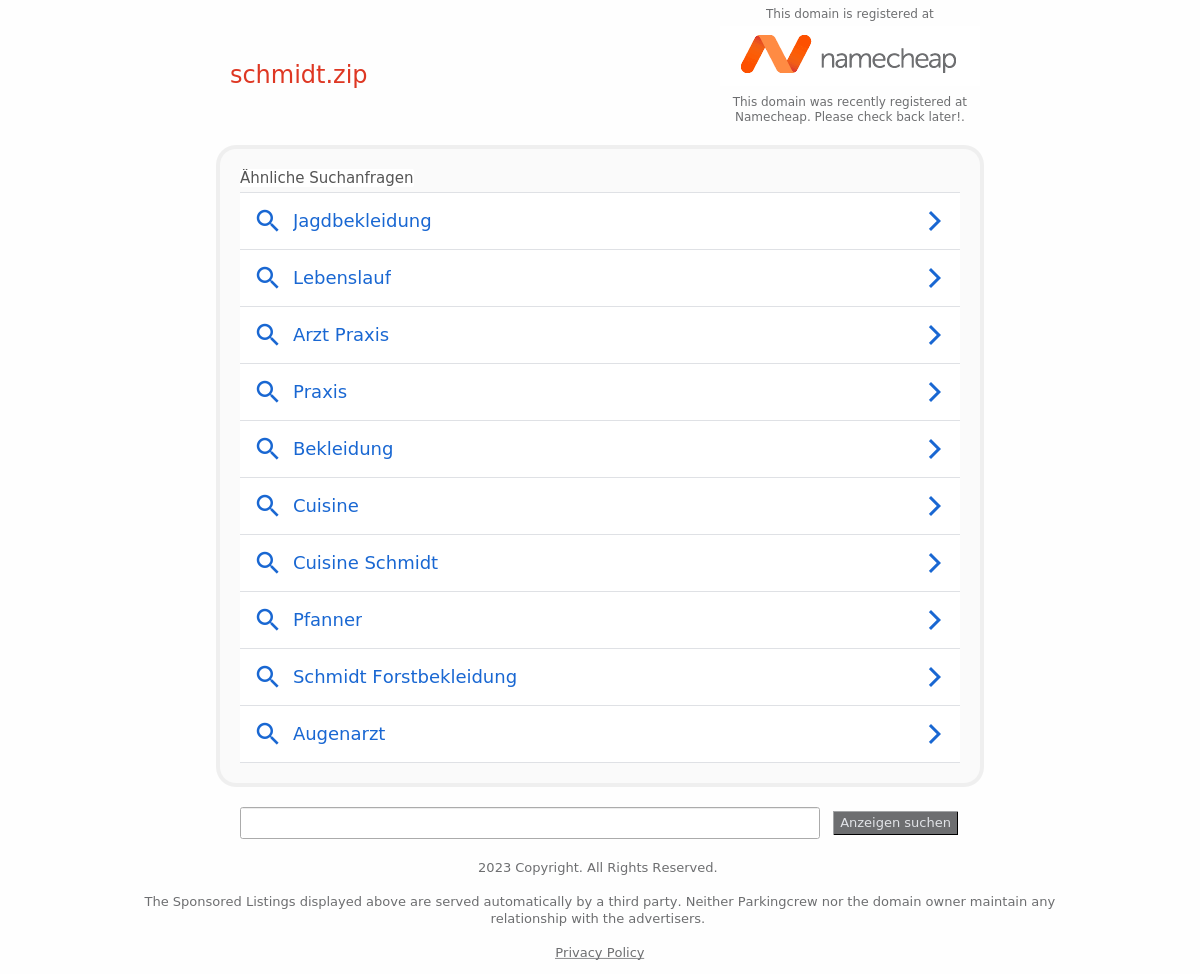 This domain is registered at
namecheap
schmidt.zip
This domain was recently registered at
Namecheap. Please check back later!.
Ähnliche Suchanfragen
Jagdbekleidung
Lebenslauf
Arzt Praxis
Praxis
Bekleidung
Cuisine
Cuisine Schmidt
Pfanner
Schmidt Forstbekleidung
Augenarzt
Anzeigen suchen
2023 Copyright. All Rights Reserved.
The Sponsored Listings displayed above are served automatically by a third party. Neither Parkingcrew nor the domain owner maintain any
relationship with the advertisers.
Privacy Policy